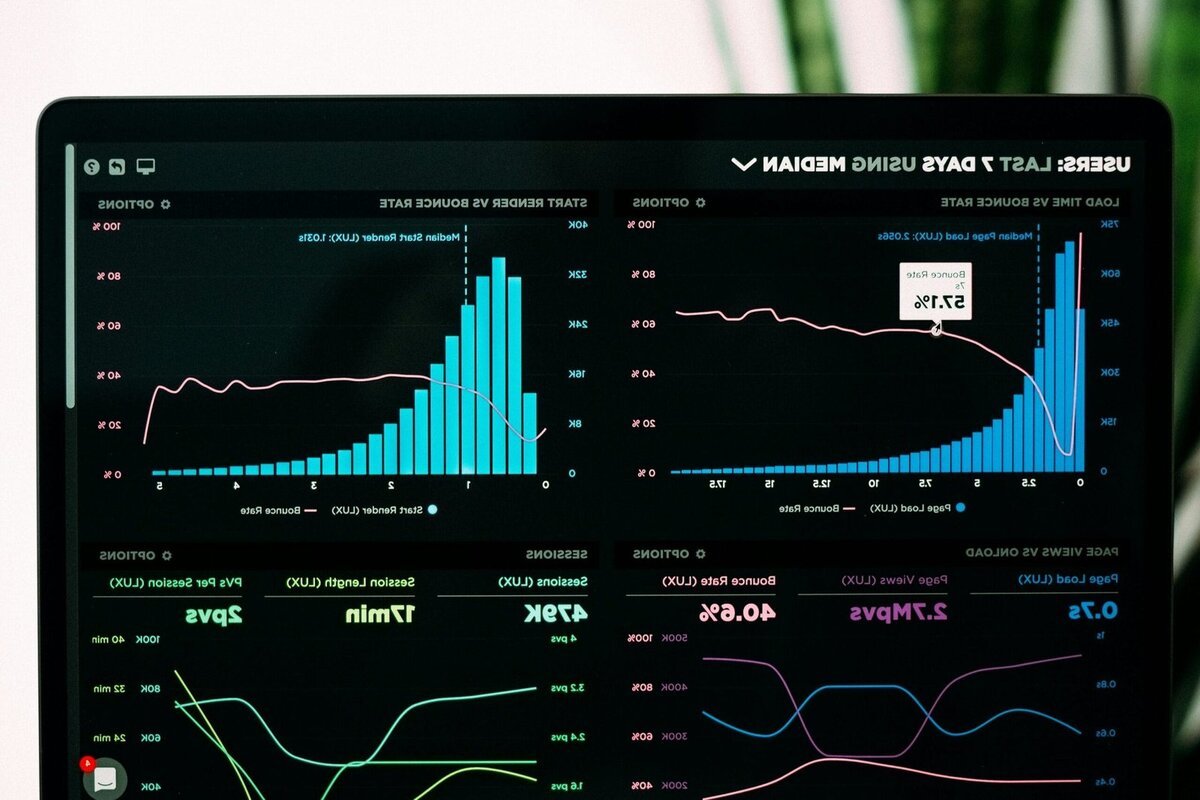 USERS: LAST 7 DAYS USING MEDIAN
LOAD TIME VS BOUNCE RATE
OPTIONS
75K
60K
45K
30K
15K
0
Median Page Load (LUX): 2.056s
Bounce Rate
7s
57.1%
100 %
80 %
60 %
40 %
20 %
0 %
0
2.5
5
7.5
10
12.5
15
17.5
Page Load (LUX)
Bounce Rate
START RENDER VS BOUNCE RATE
OPTIONS
40K
32K
24K
16K
8K
0
Median Start Render (LUX): 1.031s
100 %
80 %
60 %
40 %
20 %
0 %
0
1
2
3
4
5
Start Render (LUX)
Bounce Rate
PAGE VIEWS VS ONLOAD
OPTIONS
Page Load (LUX)
0.7s
Page Views (LUX)
2.7Mpvs
Bounce Rate (LUX)
40.6%
1s
0.8s
0.6s
0.4s
500K 100%
400K 80%
300K 60%
200K 40%
SESSIONS
OPTIONS
Sessions (LUX)
479K
Session Length (LUX)
17min
PVs Per Session (LUX)
2pvs
4 pvs
3.2 pvs
2.4 pvs
1.6 pvs
100K 40 min
80K 32 min
60K 24 min
40K
4